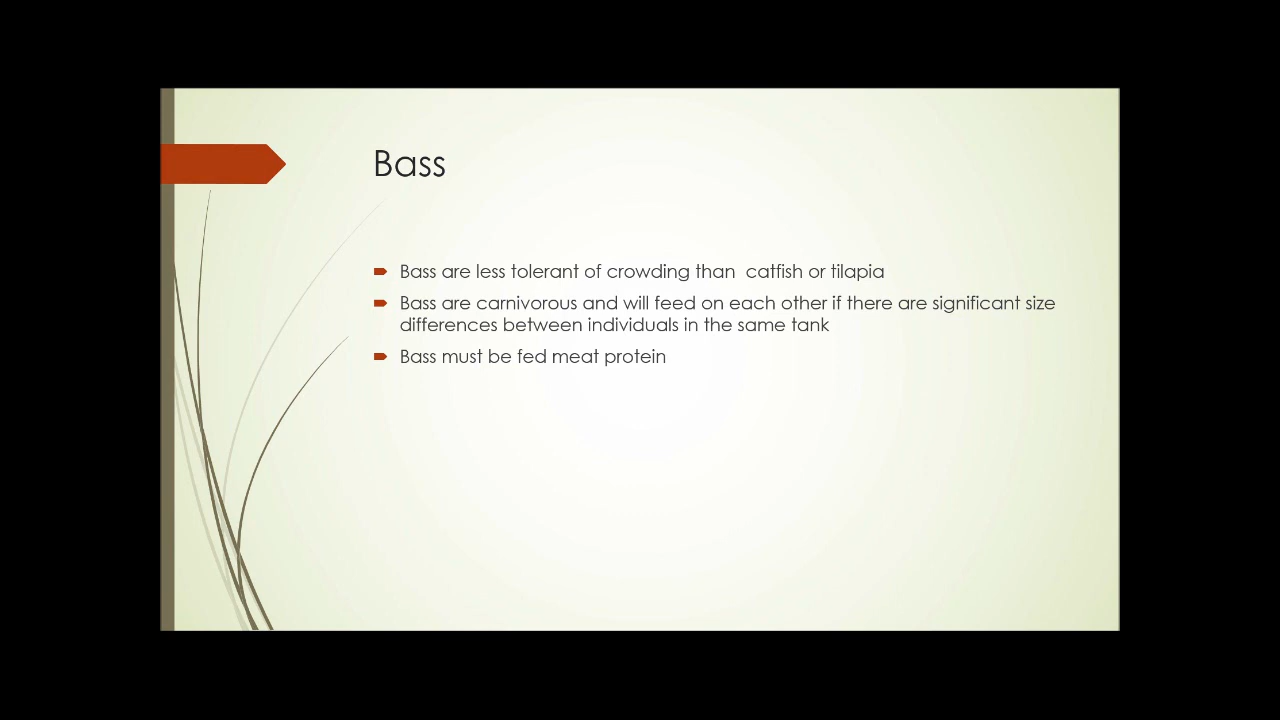 Bass
Bass are less tolerant of crowding than  catfish or tilapia
Bass are carnivorous and will feed on each other if there are significant size
differences between individuals in the same tank
Bass must be fed meat protein